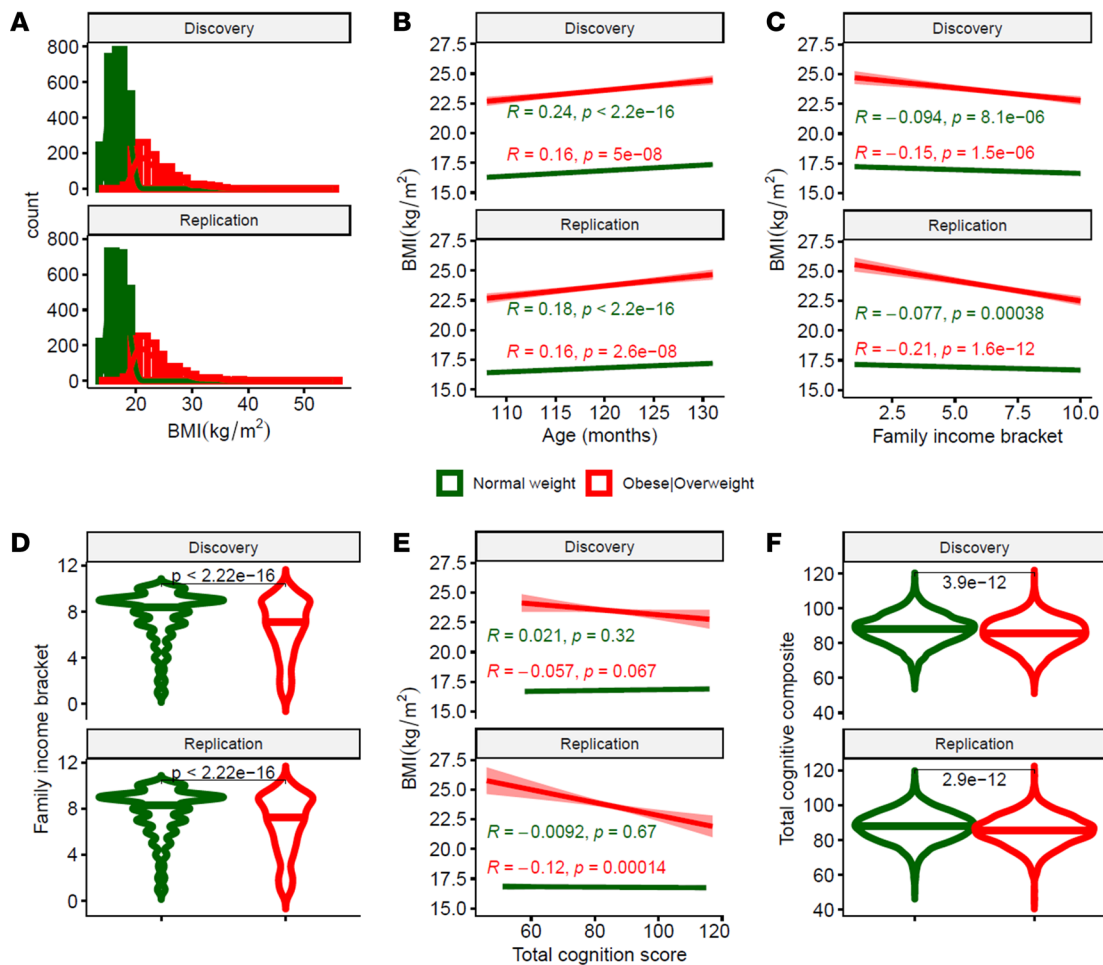 A
Discovery
800
600
400
200
0
Replication
800
600
400
200
0
count
20 30 40 50
BMI(kg/m²)
B
Discovery
27.5
25.0
22.5
20.0
17.5
15.0
R = 0.24, p < 2.2e−16
R = 0.16, p = 5e−08
Replication
27.5
25.0
22.5
20.0
17.5
15.0
R = 0.18, p < 2.2e−16
R = 0.16, p = 2.6e−08
BMI(kg/m²)
110 115 120 125 130
Age (months)
C
Discovery
27.5
25.0
22.5
20.0
17.5
15.0
R = −0.094, p = 8.1e−06
R = −0.15, p = 1.5e−06
Replication
27.5
25.0
22.5
20.0
17.5
15.0
R = −0.077, p = 0.00038
R = −0.21, p = 1.6e−12
BMI(kg/m²)
2.5 5.0 7.5 10.0
Family income bracket
Normal weight Obese|Overweight
D
Discovery
12
8
4
0
p < 2.22e−16
Replication
12
8
4
0
p < 2.22e−16
Family income bracket
E
Discovery
27.5
25.0
22.5
20.0
17.5
15.0
R = 0.021, p = 0.32
R = −0.057, p = 0.067
Replication
27.5
25.0
22.5
20.0
17.5
15.0
R = −0.0092, p = 0.67
R = −0.12, p = 0.00014
BMI(kg/m²)
60 80 100 120
Total cognition score
F
Discovery
120
100
80
60
40
3.9e−12
Replication
120
100
80
60
40
2.9e−12
Total cognitive composite